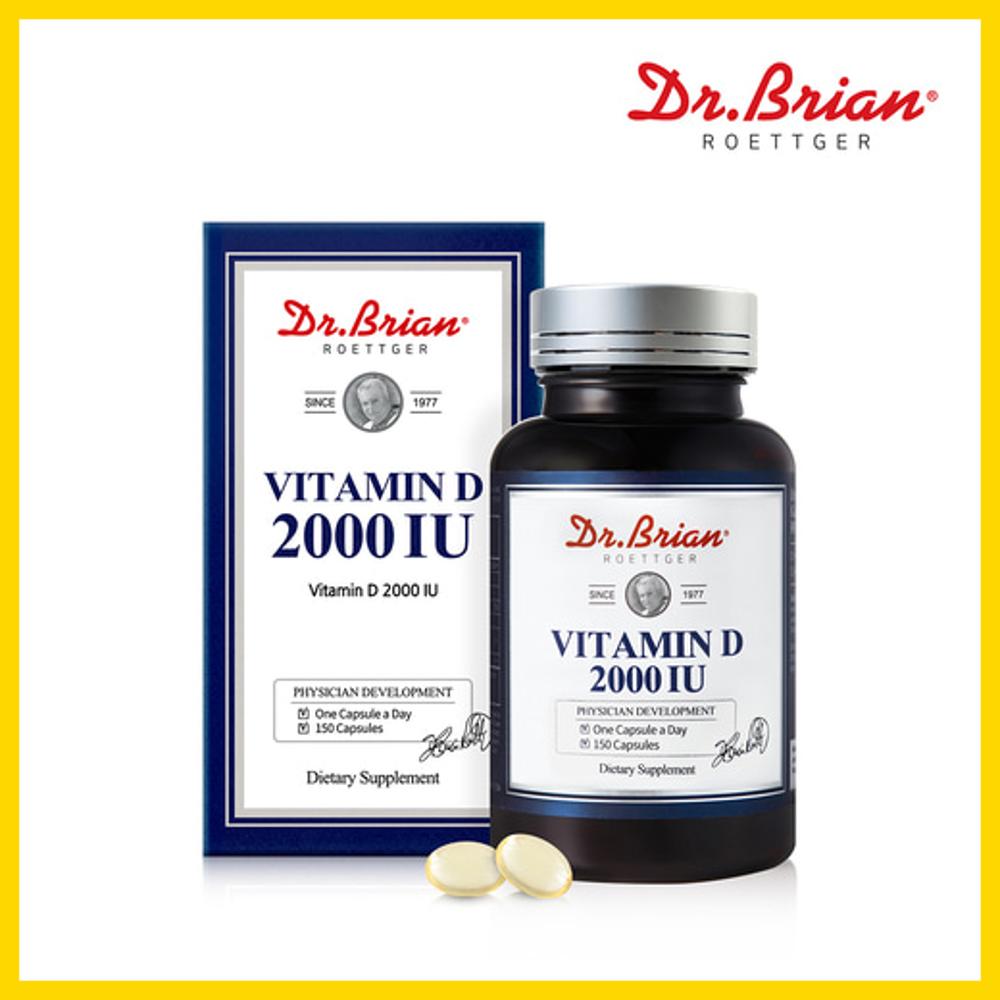 Dr.Brian®
ROETTGER
Dr.Brian®
ROETTGER
SINCE 1977
VITAMIN D
2000 IU
Vitamin D 2000 IU
PHYSICIAN DEVELOPMENT
One Capsule a Day
150 Capsules
Dietary Supplement
Dr.Brian®
ROETTGER
SINCE 1977
VITAMIN D
2000 IU
PHYSICIAN DEVELOPMENT
One Capsule a Day
150 Capsules
Dietary Supplement